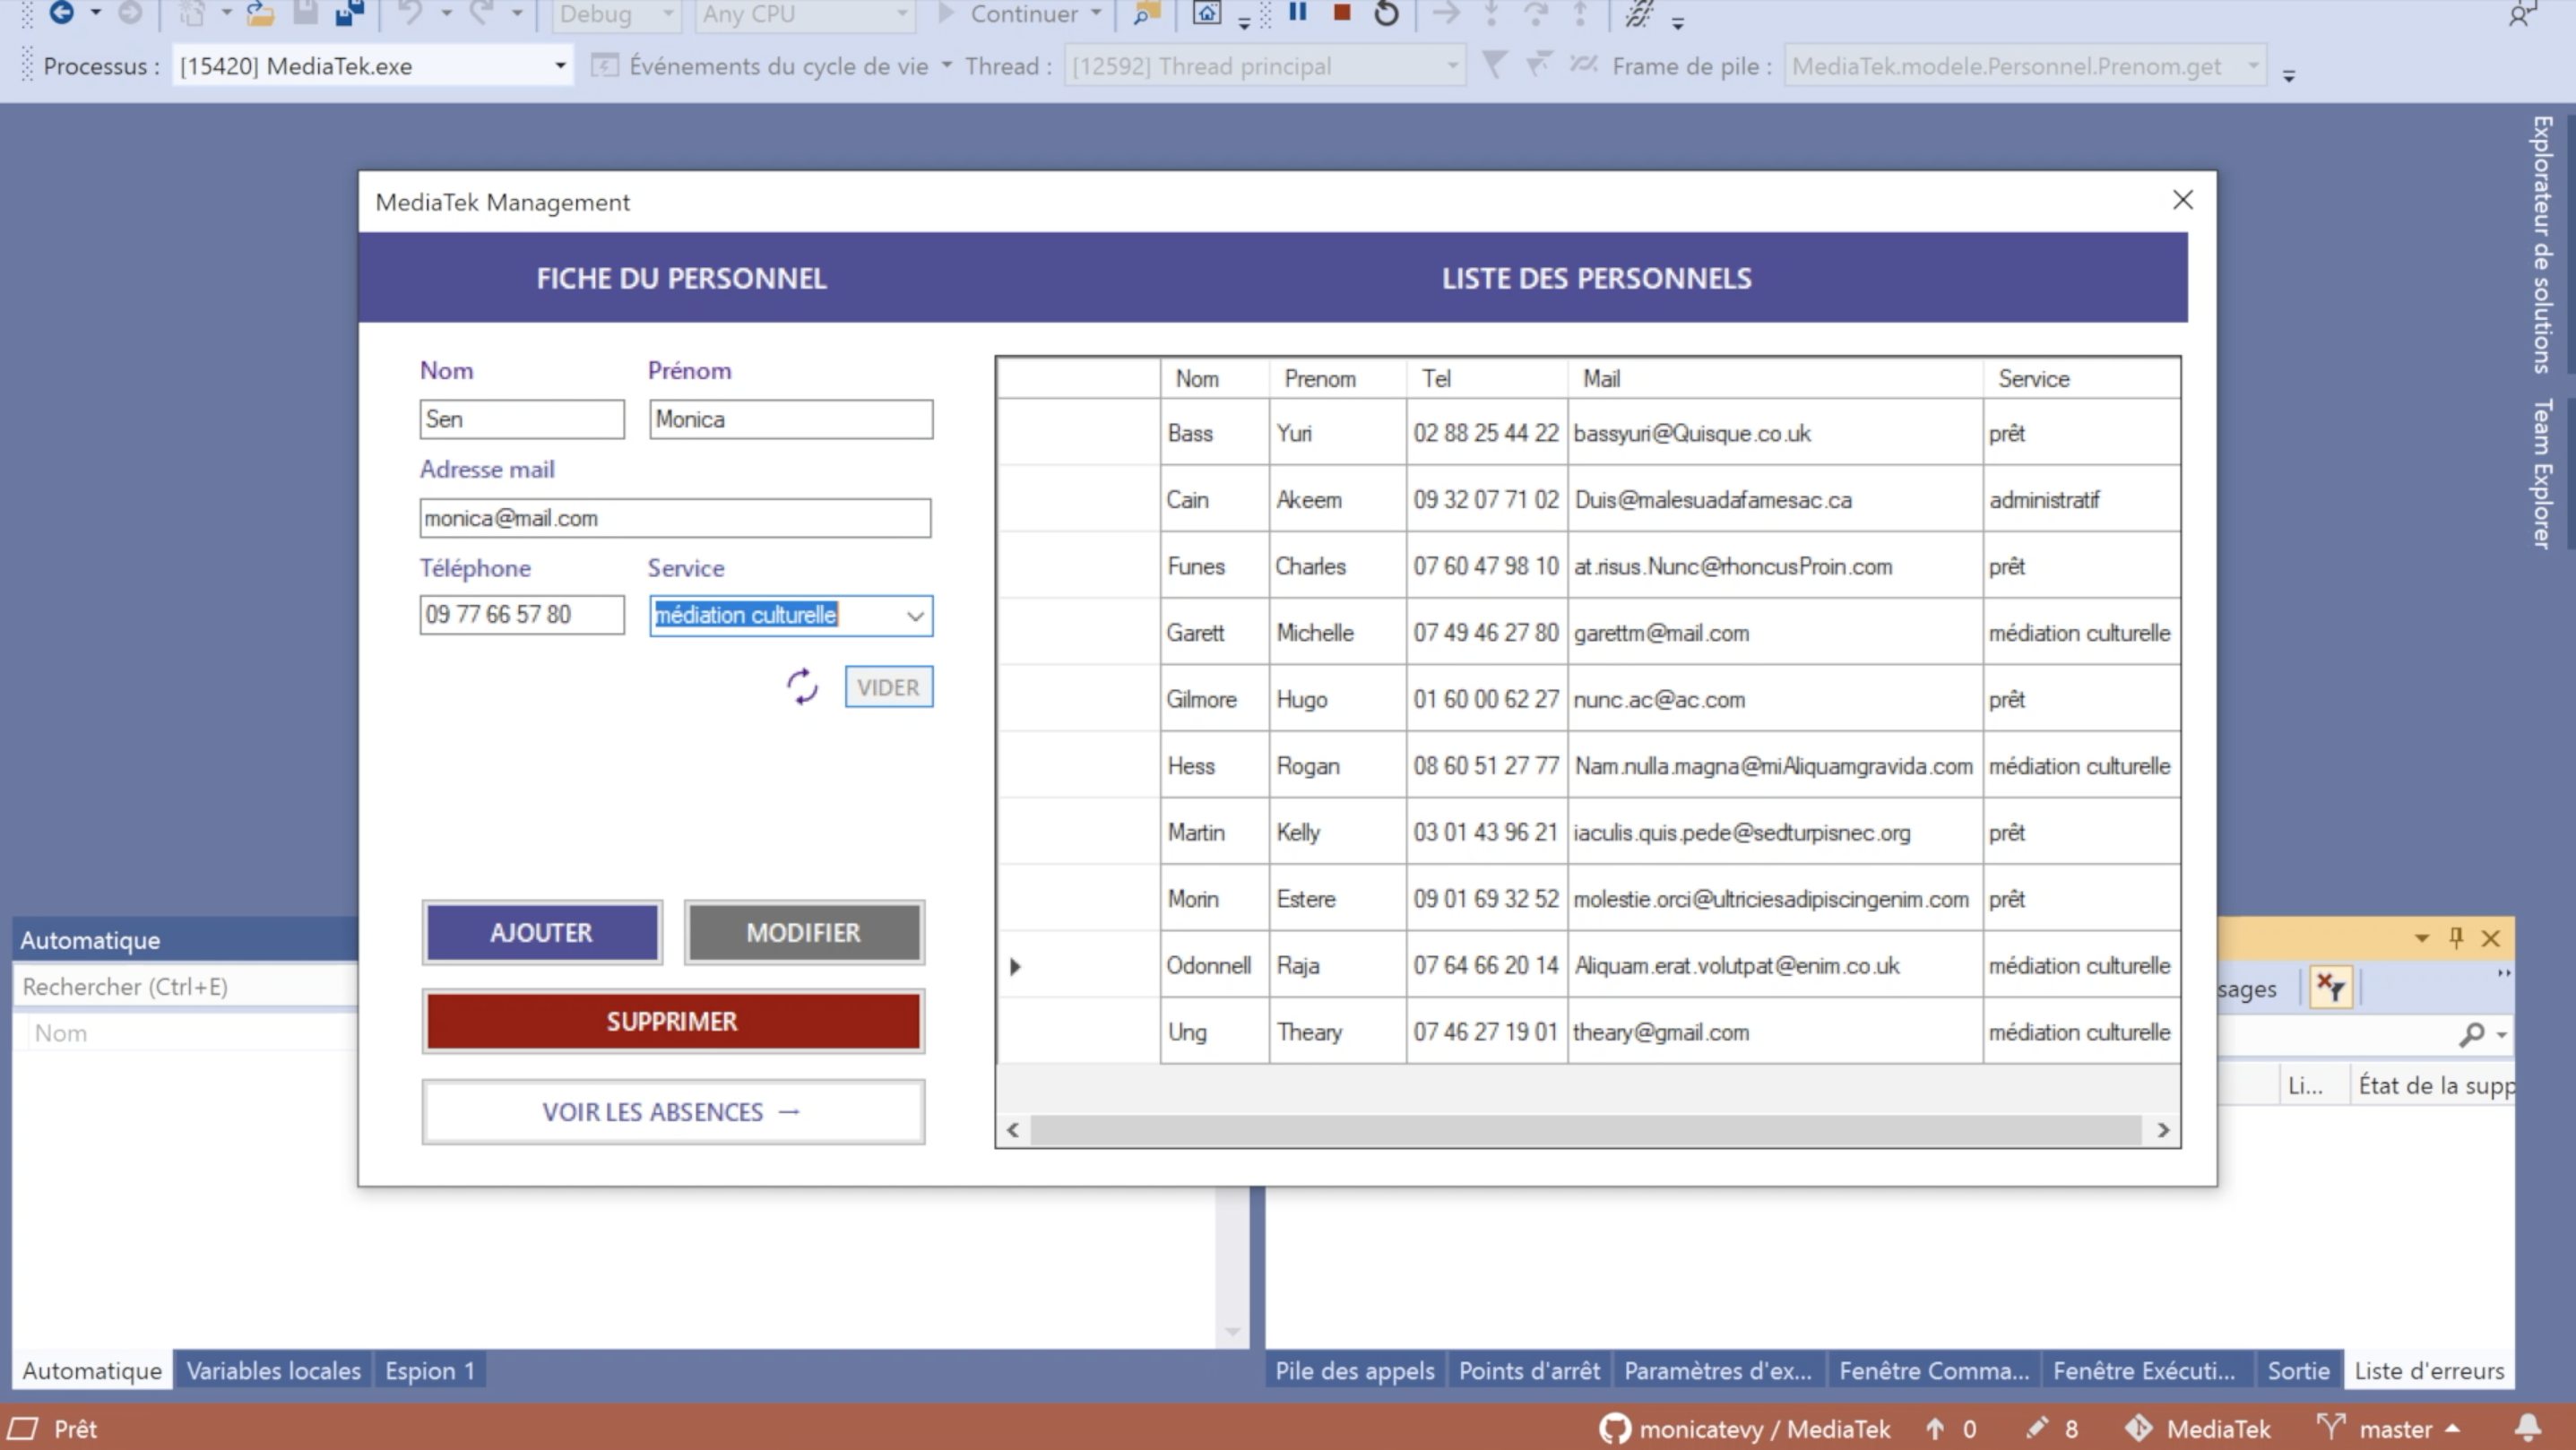 Debug
Any CPU
Continuer
Processus :
[15420] MediaTek.exe
Événements du cycle de vie
Thread :
[12592] Thread principal
Frame de pile :
MediaTek.modele.Personnel.Prenom.get
Explorateur de solutions
Team Explorer
MediaTek Management
FICHE DU PERSONNEL
LISTE DES PERSONNELS
Nom
Prénom
Sen
Monica
Adresse mail
monica@mail.com
Téléphone
Service
09 77 66 57 80
médiation culturelle
VIDER
AJOUTER
MODIFIER
SUPPRIMER
VOIR LES ABSENCES →
Nom Prenom Tel Mail Service
Bass Yuri 02 88 25 44 22 bassyuri@Quisque.co.uk prêt
Cain Akeem 09 32 07 71 02 Duis@malesuadafamesac.ca administratif
Funes Charles 07 60 47 98 10 at.risus.Nunc@rhoncusProin.com prêt
Garett Michelle 07 49 46 27 80 garettm@mail.com médiation culturelle
Gilmore Hugo 01 60 00 62 27 nunc.ac@ac.com prêt
Hess Rogan 08 60 51 27 77 Nam.nulla.magna@miAliquamgravida.com médiation culturelle
Martin Kelly 03 01 43 96 21 iaculis.quis.pede@sedturpisnec.org prêt
Morin Estere 09 01 69 32 52 molestie.orci@ultriciesadipiscingenim.com prêt
Odonnell Raja 07 64 66 20 14 Aliquam.erat.volutpat@enim.co.uk médiation culturelle
Ung Theary 07 46 27 19 01 theary@gmail.com médiation culturelle
Automatique
Rechercher (Ctrl+E)
Nom
sages
Li...
État de la supp
Automatique
Variables locales
Espion 1
Pile des appels
Points d'arrêt
Paramètres d'ex...
Fenêtre Comma...
Fenêtre Exécuti...
Sortie
Liste d'erreurs
Prêt
monicatevy / MediaTek
0
8
MediaTek
master